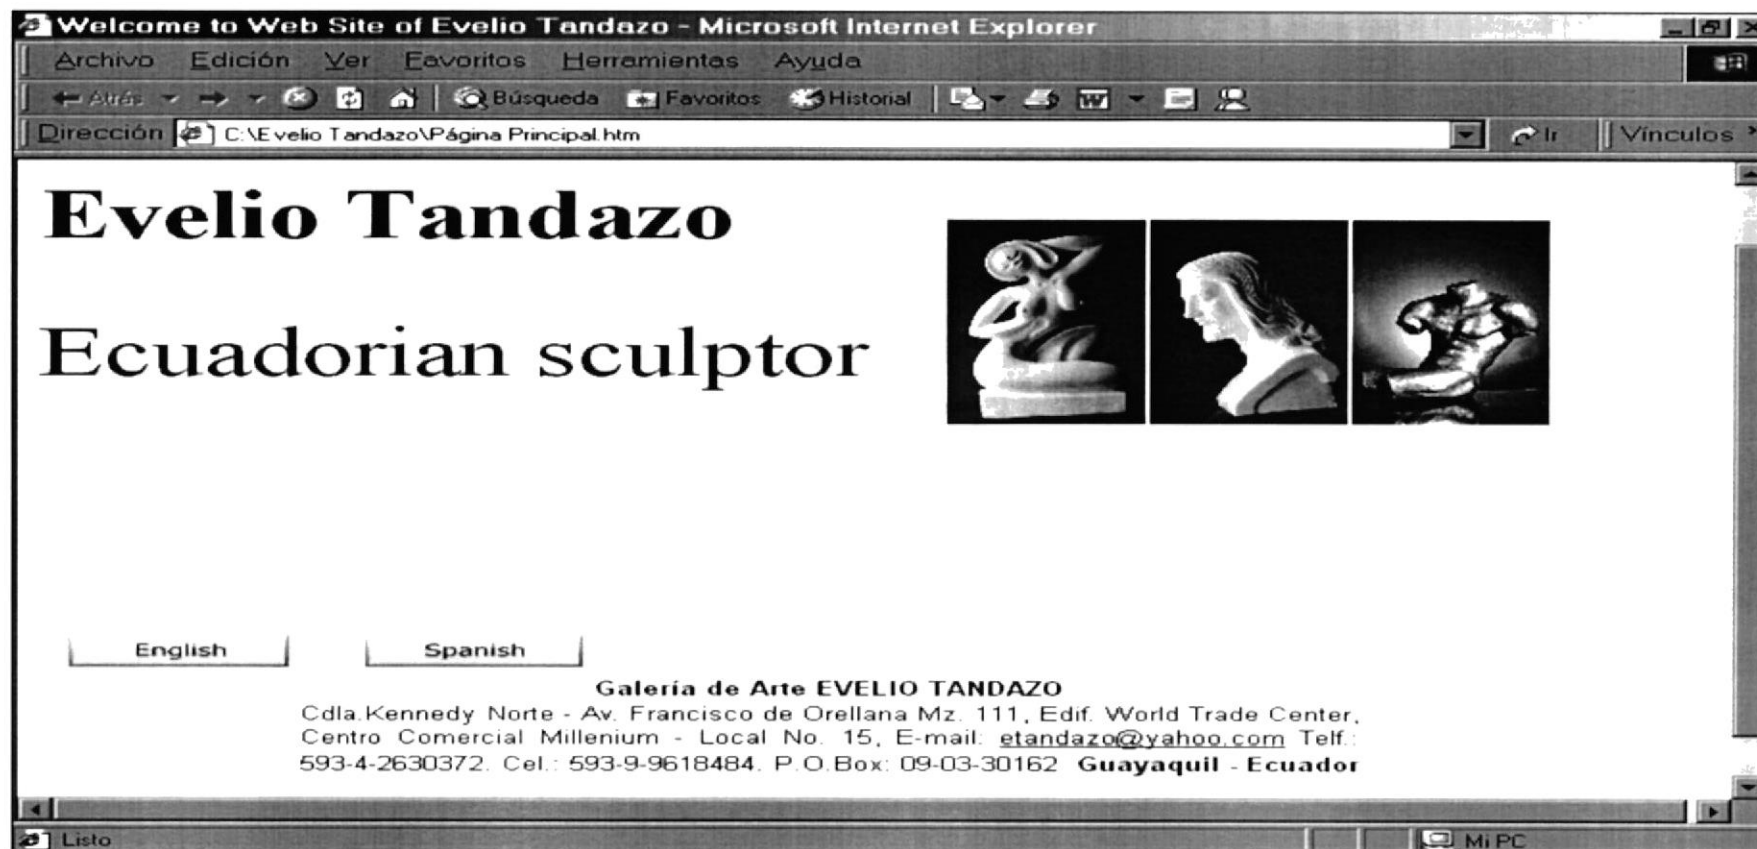 Welcome to Web Site of Evelio Tandazo - Microsoft Internet Explorer
Archivo Edición Ver Favoritos Herramientas Ayuda
Atrás Búsqueda Favoritos Historial
Dirección C:\Evelio Tandazo\Página Principal.htm Ir Vínculos
Evelio Tandazo
Ecuadorian sculptor
English Spanish
Galería de Arte EVELIO TANDAZO
Cdla.Kennedy Norte - Av. Francisco de Orellana Mz. 111, Edif. World Trade Center,
Centro Comercial Millenium - Local No. 15, E-mail: etandazo@yahoo.com Telf.:
593-4-2630372. Cel.: 593-9-9618484. P.O.Box: 09-03-30162 Guayaquil - Ecuador
Listo Mi PC